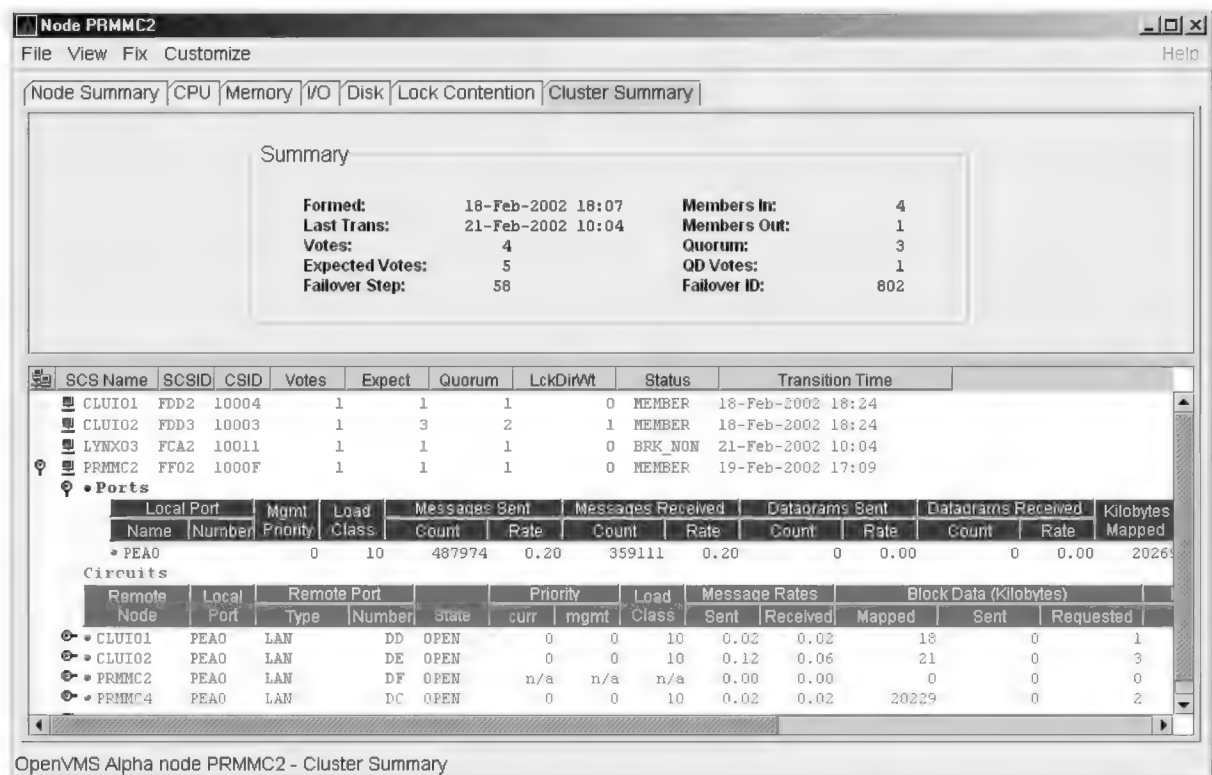 Node PRMMC2
File View Fix Customize Help
Node Summary CPU Memory I/O Disk Lock Contention Cluster Summary
Summary
Formed: 18-Feb-2002 18:07 Members In: 4
Last Trans: 21-Feb-2002 10:04 Members Out: 1
Votes: 4 Quorum: 3
Expected Votes: 5 QD Votes: 1
Failover Step: 58 Failover ID: 802
SCS Name SCSID CSID Votes Expect Quorum LckDirWt Status Transition Time
CLUI01 FDD2 10004 1 1 1 0 MEMBER 18-Feb-2002 18:24
CLUI02 FDD3 10003 1 3 2 1 MEMBER 18-Feb-2002 18:24
LYNX03 FCA2 10011 1 1 1 0 BRK_NON 21-Feb-2002 10:04
PRMMC2 FF02 1000F 1 1 1 0 MEMBER 19-Feb-2002 17:09
Ports
Local Port Mgmt Load Messages Sent Messages Received Datagrams Sent Datagrams Received Kilobytes
Name Number Priority Class Count Rate Count Rate Count Rate Count Rate Mapped
PEA0 0 10 487974 0.20 359111 0.20 0 0.00 0 0.00 20269
Circuits
Remote Local Remote Port Priority Load Message Rates Block Data (Kilobytes)
Node Port Type Number State curr mgmt Class Sent Received Mapped Sent Requested
CLUI01 PEA0 LAN DD OPEN 0 0 10 0.02 0.02 18 0 1
CLUI02 PEA0 LAN DE OPEN 0 0 10 0.12 0.06 21 0 3
PRMMC2 PEA0 LAN DF OPEN n/a n/a n/a 0.00 0.00 0 0 0
PRMMC4 PEA0 LAN DC OPEN 0 0 10 0.02 0.02 20229 0 2
OpenVMS Alpha node PRMMC2 - Cluster Summary